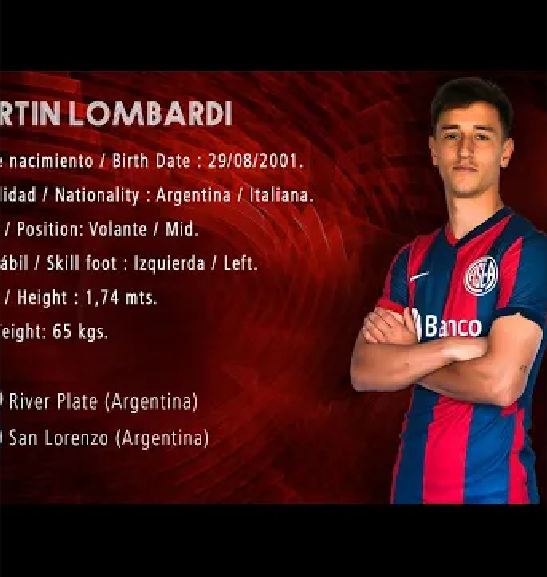 RTIN LOMBARDI
e nacimiento / Birth Date : 29/08/2001.
lidad / Nationality : Argentina / Italiana.
/ Position: Volante / Mid.
ábil / Skill foot : Izquierda / Left.
/ Height : 1,74 mts.
eight: 65 kgs.
Banco
River Plate (Argentina)
San Lorenzo (Argentina)